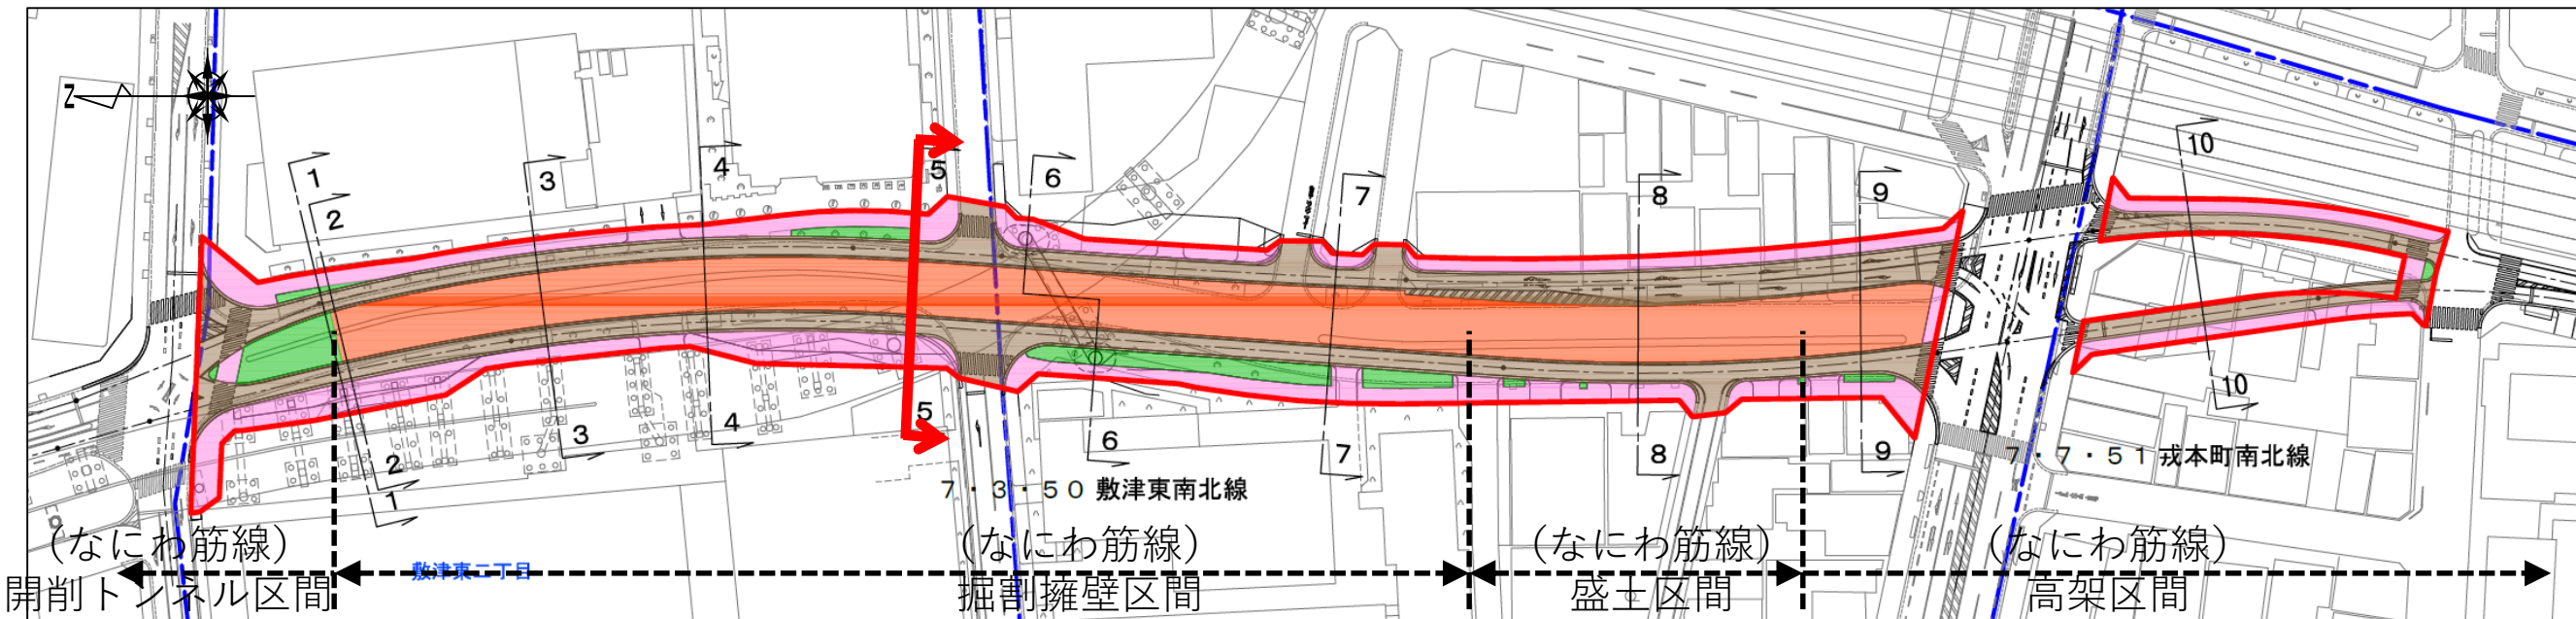 Z
1
2
3
4
5
6
7
8
9
10
5
4
3
2
1
6
7
8
9
10
7・3・50 敷津東南北線
7・7・51 戎本町南北線
敷津東二丁目
(なにわ筋線)
開削トンネル区間
(なにわ筋線)
掘割擁壁区間
(なにわ筋線)
盛土区間
(なにわ筋線)
高架区間